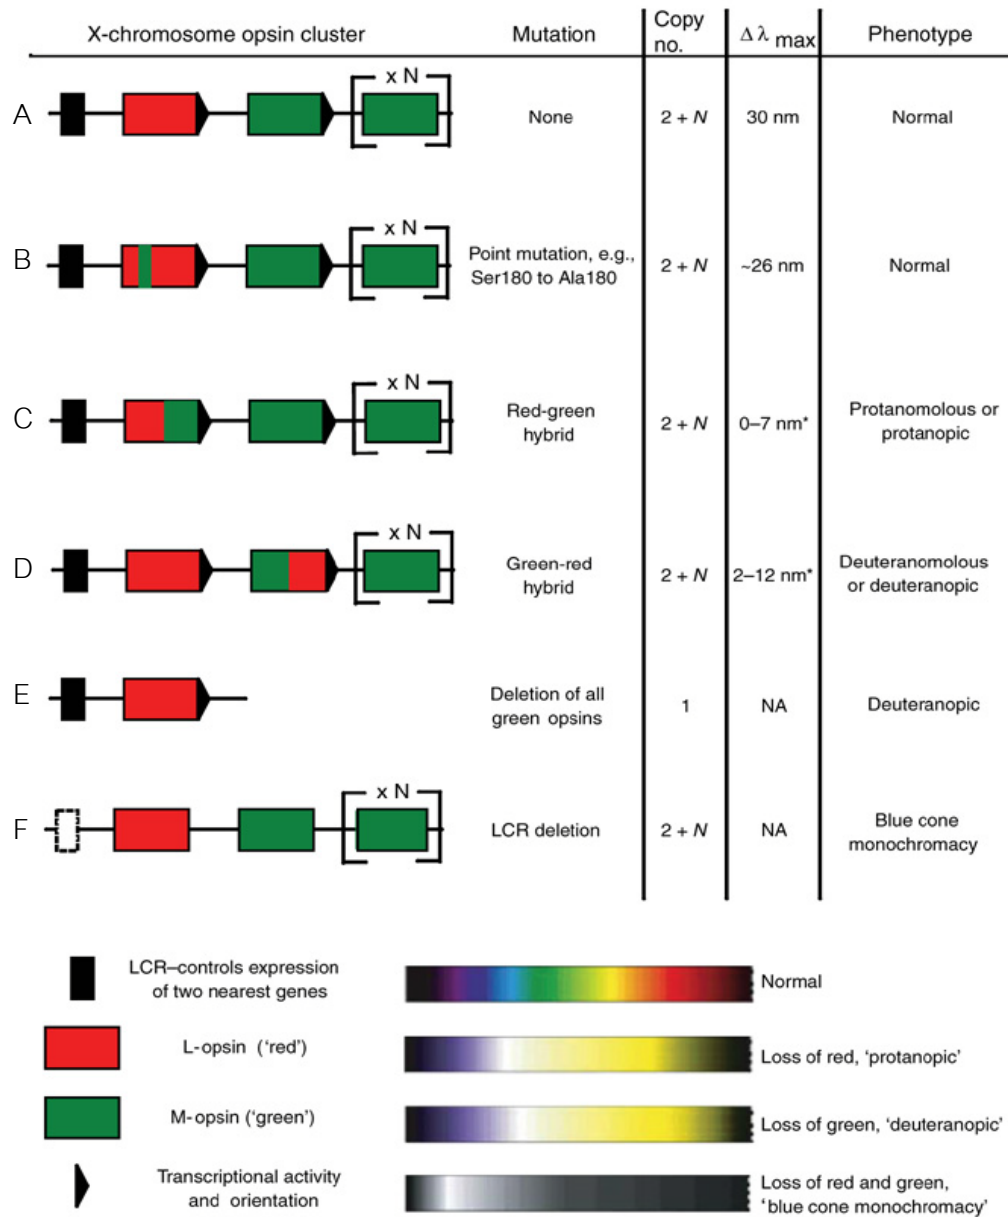 X-chromosome opsin cluster Mutation Copy no. Δ λ max Phenotype
A x N None 2 + N 30 nm Normal
B x N Point mutation, e.g., Ser180 to Ala180 2 + N ~26 nm Normal
C x N Red-green hybrid 2 + N 0–7 nm* Protanomolous or protanopic
D x N Green-red hybrid 2 + N 2–12 nm* Deuteranomolous or deuteranopic
E Deletion of all green opsins 1 NA Deuteranopic
F x N LCR deletion 2 + N NA Blue cone monochromacy
LCR–controls expression
of two nearest genes
Normal
L-opsin (‘red’)
Loss of red, ‘protanopic’
M-opsin (‘green’)
Loss of green, ‘deuteranopic’
Transcriptional activity
and orientation
Loss of red and green,
‘blue cone monochromacy’